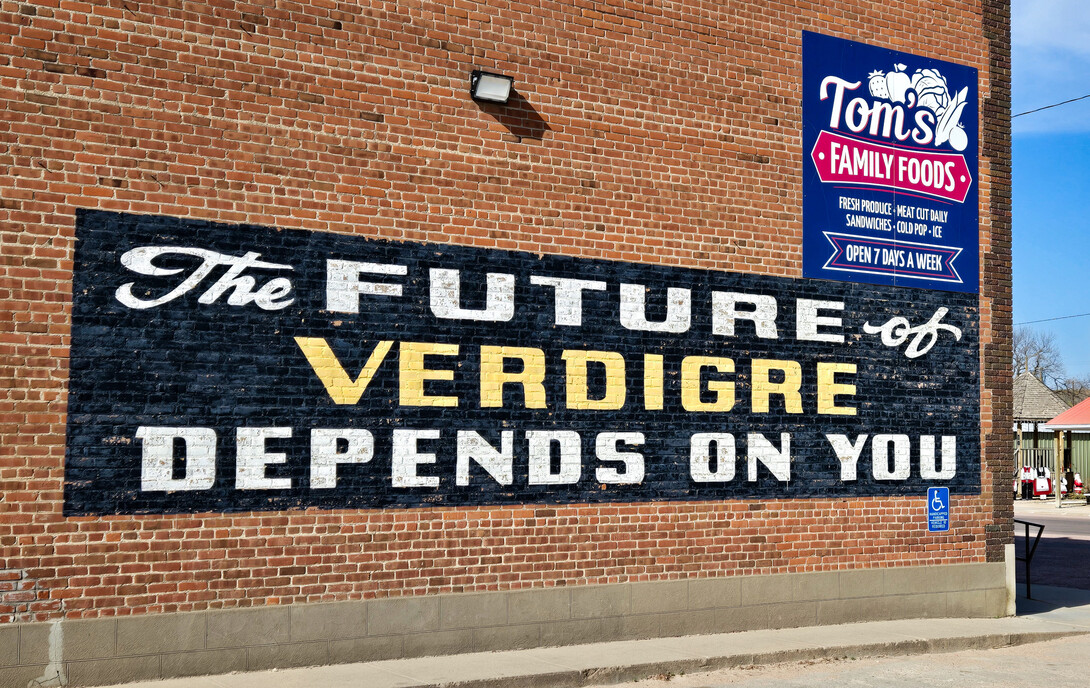 Tom's
FAMILY FOODS
FRESH PRODUCE • MEAT CUT DAILY
SANDWICHES • COLD POP • ICE
OPEN 7 DAYS A WEEK
The FUTURE of
VERDIGRE
DEPENDS ON YOU